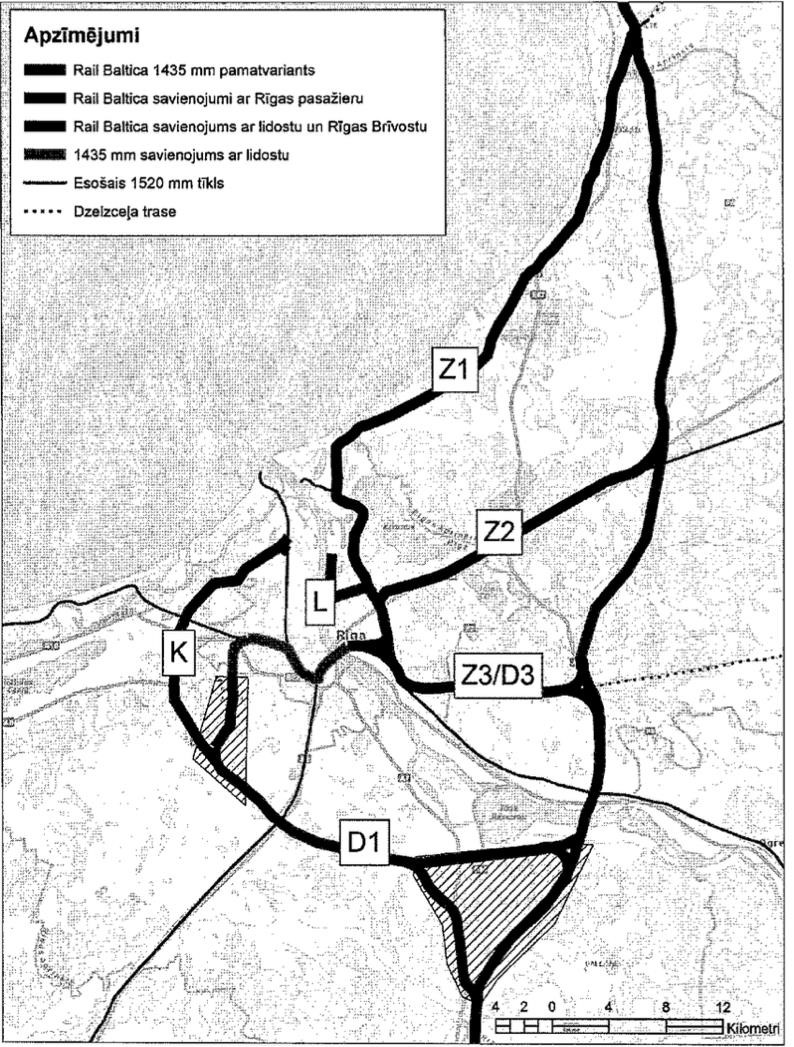 Apzīmējumi
Rail Baltica 1435 mm pamatvariants
Rail Baltica savienojumi ar Rīgas pasažieru
Rail Baltica savienojums ar lidostu un Rīgas Brīvostu
1435 mm savienojums ar lidostu
Esošais 1520 mm tīkls
Dzelzceļa trase
Z1
Z2
L
Rīga
K
Z3/D3
D1
Ogre
4 2 0 4 8 12
Kilometri